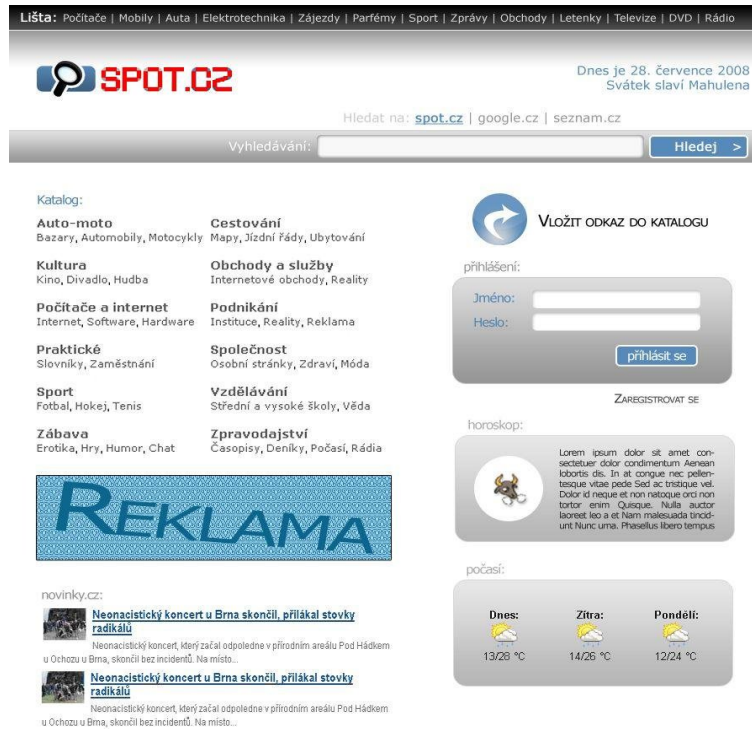 Lišta: Počítače | Mobily | Auta | Elektrotechnika | Zájezdy | Parfémy | Sport | Zprávy | Obchody | Letenky | Televize | DVD | Rádio
SPOT.CZ
Dnes je 28. července 2008
Svátek slaví Mahulena
Hledat na: spot.cz | google.cz | seznam.cz
Vyhledávání:
Hledej >
Katalog:
Auto-moto
Bazary, Automobily, Motocykly
Cestování
Mapy, Jízdní řády, Ubytování
Kultura
Kino, Divadlo, Hudba
Obchody a služby
Internetové obchody, Reality
Počítače a internet
Internet, Software, Hardware
Podnikání
Instituce, Reality, Reklama
Praktické
Slovníky, Zaměstnání
Společnost
Osobní stránky, Zdraví, Móda
Sport
Fotbal, Hokej, Tenis
Vzdělávání
Střední a vysoké školy, Věda
Zábava
Erotika, Hry, Humor, Chat
Zpravodajství
Časopisy, Deníky, Počasí, Rádia
REKLAMA
novinky.cz:
Neonacistický koncert u Brna skončil, přilákal stovky
radikálů
Neonacistický koncert, který začal odpoledne v přírodním areálu Pod Hádkem
u Ochozu u Brna, skončil bez incidentů. Na místo...
Neonacistický koncert u Brna skončil, přilákal stovky
radikálů
Neonacistický koncert, který začal odpoledne v přírodním areálu Pod Hádkem
u Ochozu u Brna, skončil bez incidentů. Na místo...
VLOŽIT ODKAZ DO KATALOGU
přihlášení:
Jméno:
Heslo:
příhlásit se
ZAREGISTROVAT SE
horoskop:
Lorem ipsum dolor sit amet con-
sectetuer dolor condimentum Aenean
lobortis dis. In at congue nec pellen-
tesque vitae pede Sed ac tristique vel.
Dolor id neque et non natoque orci non
tortor enim Quisque. Nulla auctor
laoreet leo a et Nam malesuada tincid-
unt Nunc urna. Phasellus libero tempus
počasí:
Dnes: Zítra: Pondělí:
13/28 °C 14/26 °C 12/24 °C